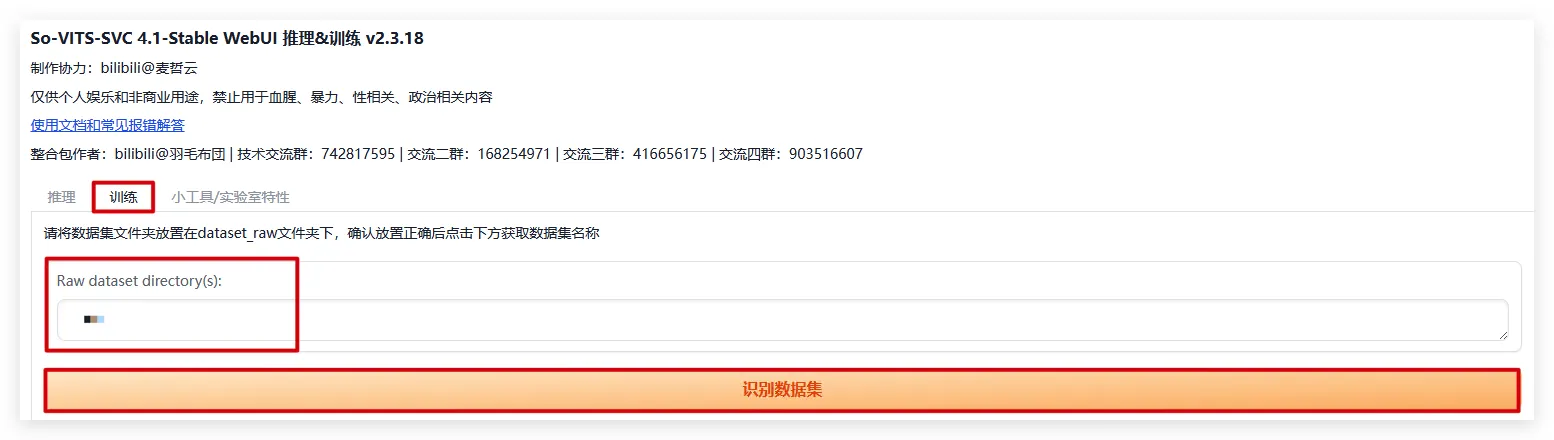 So-VITS-SVC 4.1-Stable WebUI 推理&训练 v2.3.18
制作协力：bilibili@麦哲云
仅供个人娱乐和非商业用途，禁止用于血腥、暴力、性相关、政治相关内容
使用文档和常见报错解答
整合包作者：bilibili@羽毛布団 | 技术交流群：742817595 | 交流二群：168254971 | 交流三群：416656175 | 交流四群：903516607
推理 训练 小工具/实验室特性
请将数据集文件夹放置在dataset_raw文件夹下，确认放置正确后点击下方获取数据集名称
Raw dataset directory(s):
识别数据集